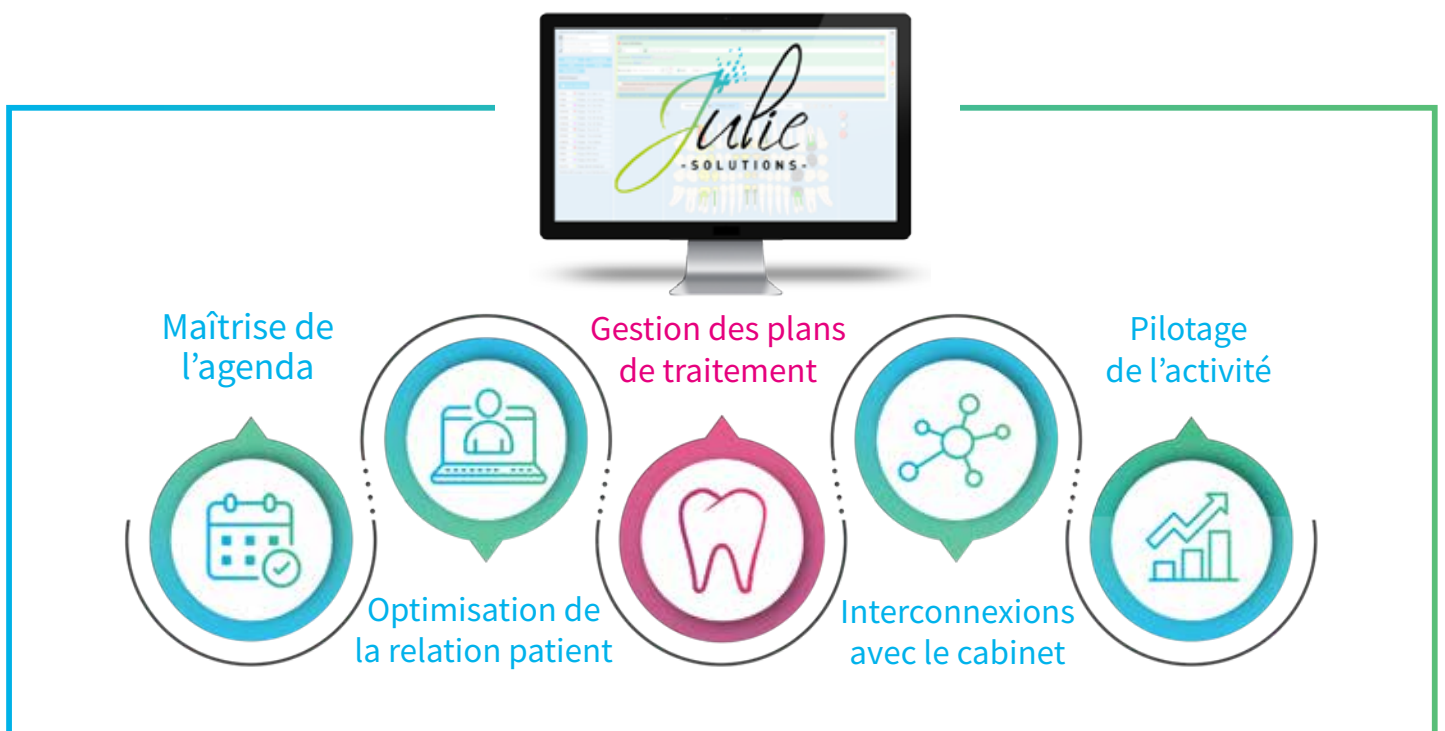 Julie
-SOLUTIONS-
Maîtrise de
l’agenda
Optimisation de
la relation patient
Gestion des plans
de traitement
Interconnexions
avec le cabinet
Pilotage
de l’activité